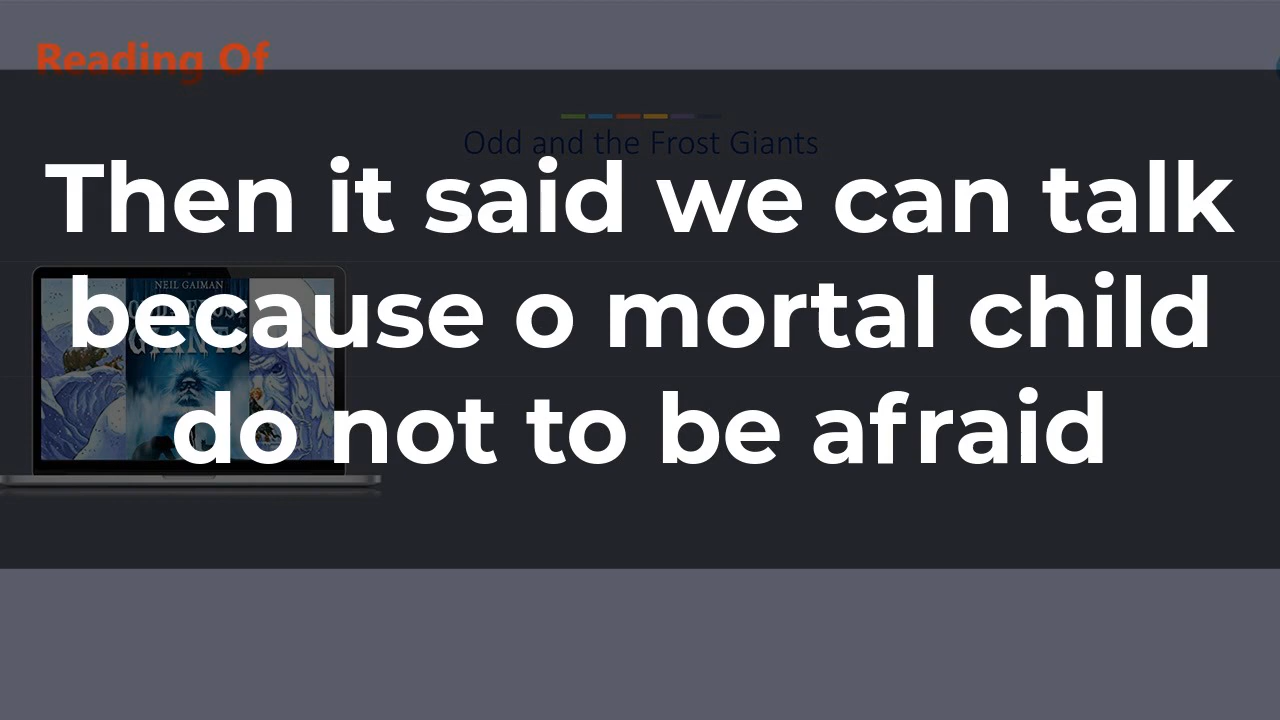 Reading Of
Odd and the Frost Giants
Then it said we can talk
because o mortal child
do not to be afraid
NEIL GAIMAN
GIANTS